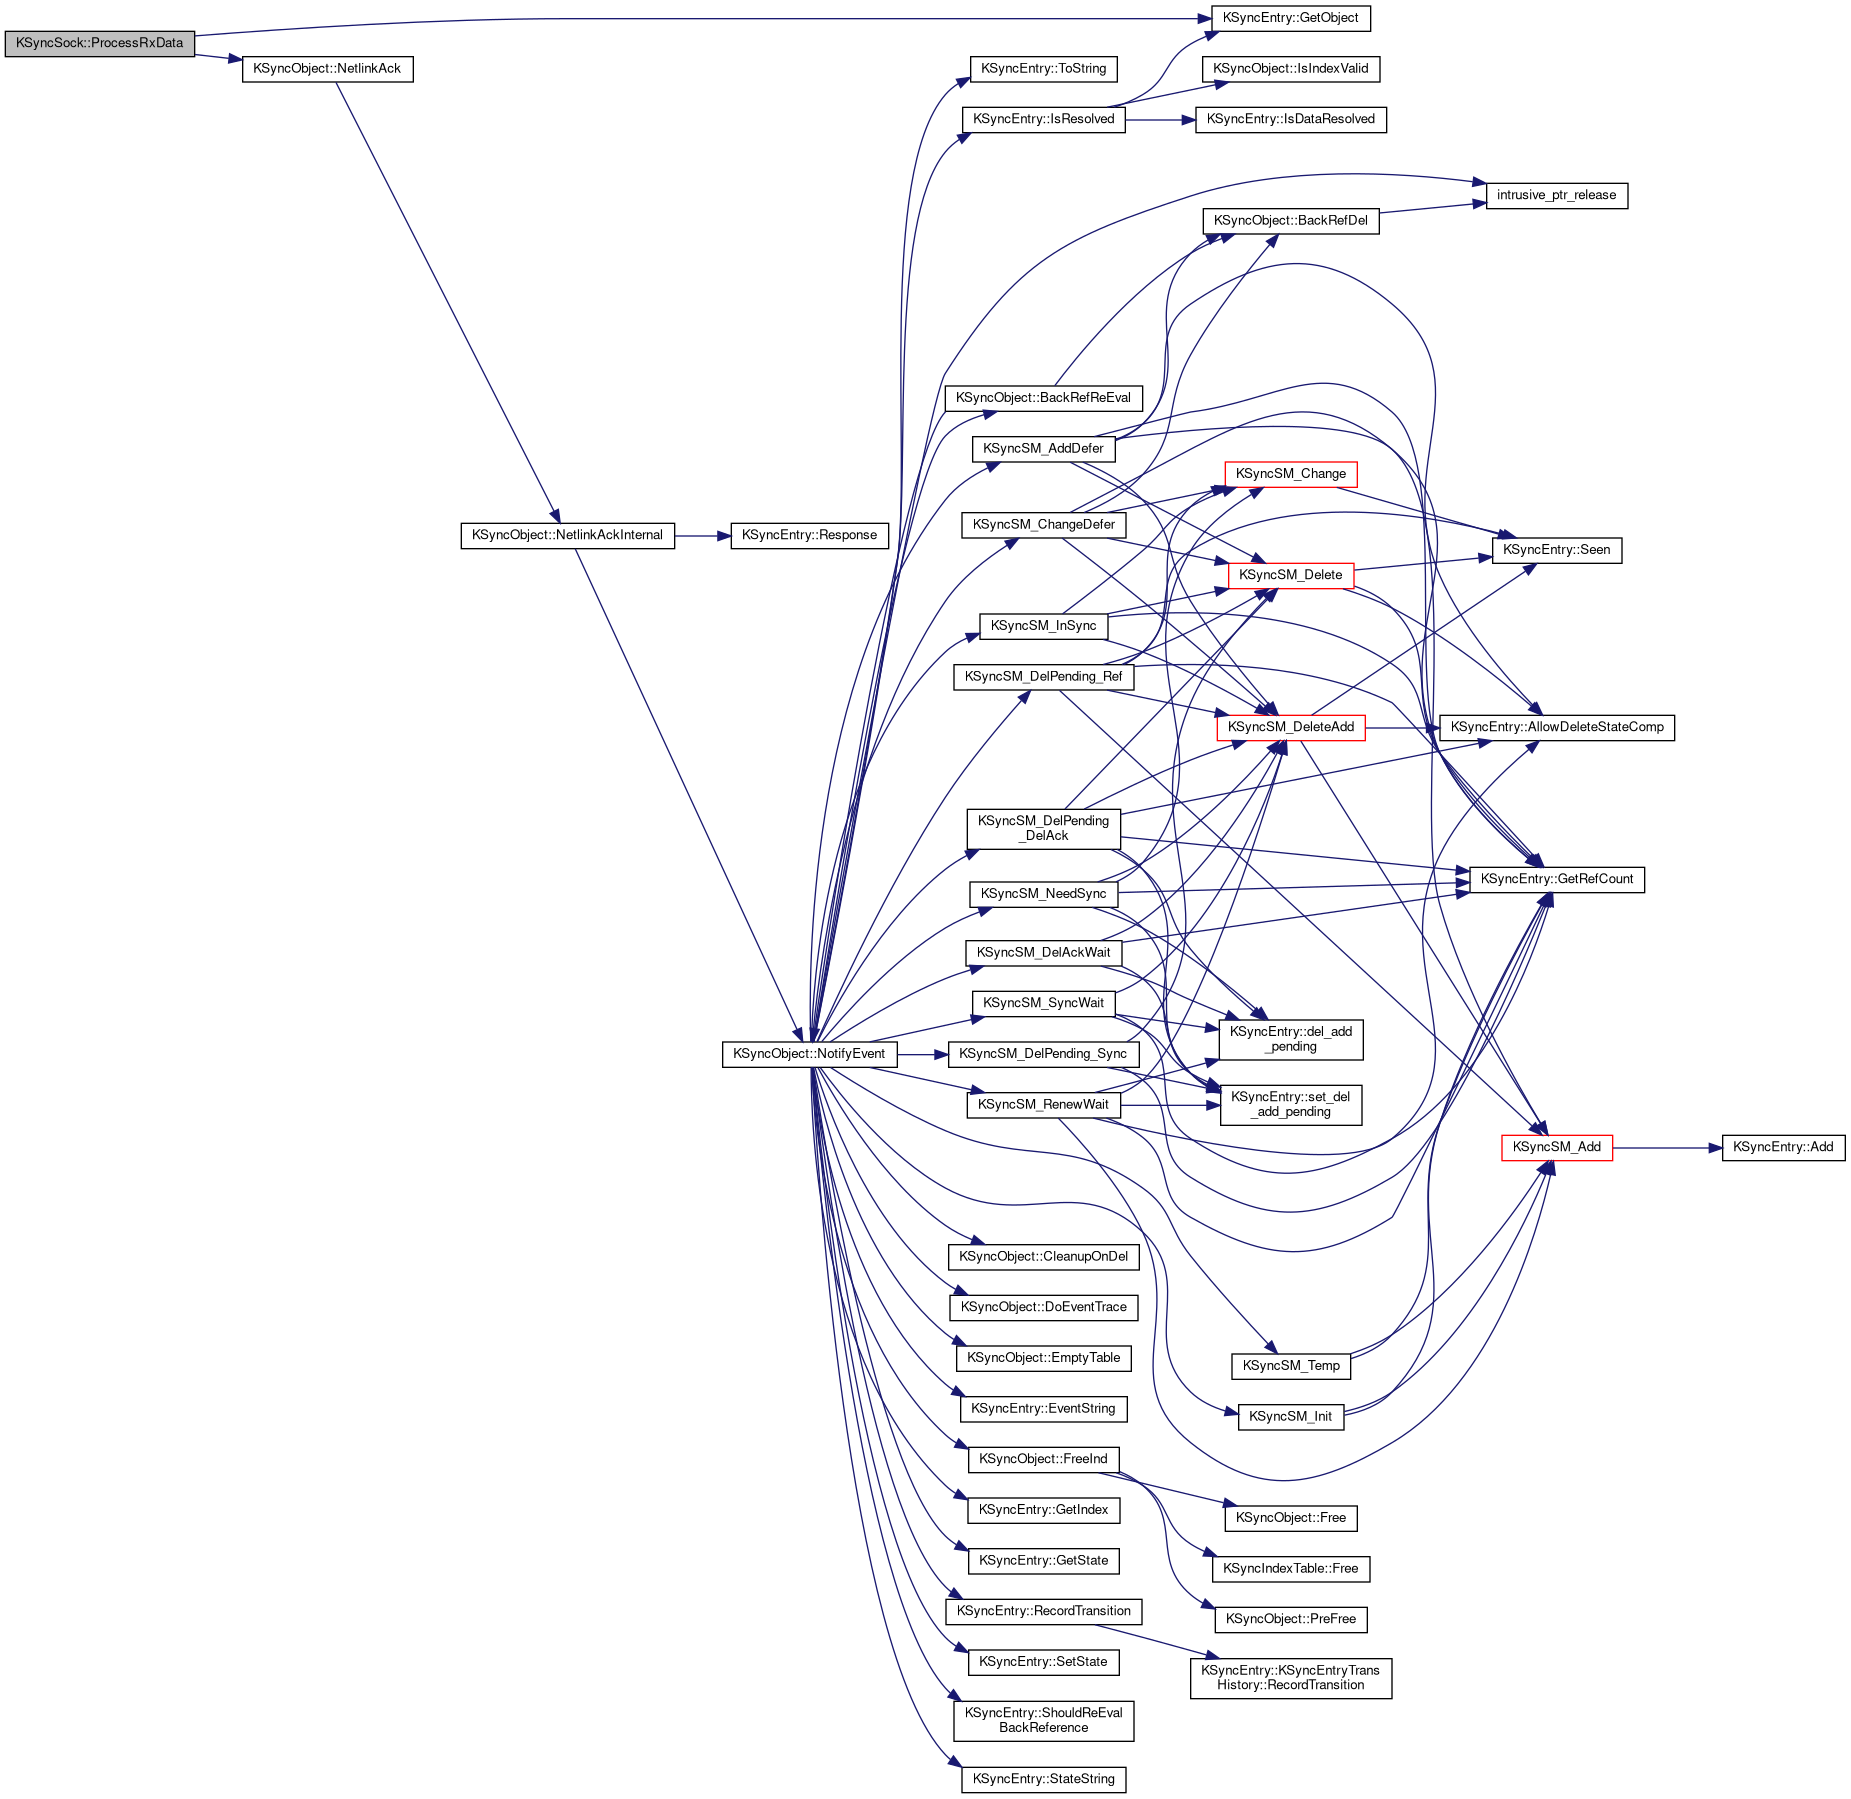 KSyncSock::ProcessRxData
KSyncEntry::GetObject
KSyncObject::NetlinkAck
KSyncEntry::ToString
KSyncObject::IsIndexValid
KSyncEntry::IsResolved
KSyncEntry::IsDataResolved
intrusive_ptr_release
KSyncObject::BackRefDel
KSyncObject::BackRefReEval
KSyncSM_AddDefer
KSyncSM_Change
KSyncSM_ChangeDefer
KSyncObject::NetlinkAckInternal
KSyncEntry::Response
KSyncEntry::Seen
KSyncSM_Delete
KSyncSM_InSync
KSyncSM_DelPending_Ref
KSyncSM_DeleteAdd
KSyncEntry::AllowDeleteStateComp
KSyncSM_DelPending
_DelAck
KSyncEntry::GetRefCount
KSyncSM_NeedSync
KSyncSM_DelAckWait
KSyncSM_SyncWait
KSyncEntry::del_add
_pending
KSyncObject::NotifyEvent
KSyncSM_DelPending_Sync
KSyncSM_RenewWait
KSyncEntry::set_del
_add_pending
KSyncSM_Add
KSyncEntry::Add
KSyncObject::CleanupOnDel
KSyncObject::DoEventTrace
KSyncObject::EmptyTable
KSyncSM_Temp
KSyncEntry::EventString
KSyncSM_Init
KSyncObject::FreeInd
KSyncEntry::GetIndex
KSyncObject::Free
KSyncEntry::GetState
KSyncIndexTable::Free
KSyncEntry::RecordTransition
KSyncObject::PreFree
KSyncEntry::SetState
KSyncEntry::KSyncEntryTrans
History::RecordTransition
KSyncEntry::ShouldReEval
BackReference
KSyncEntry::StateString